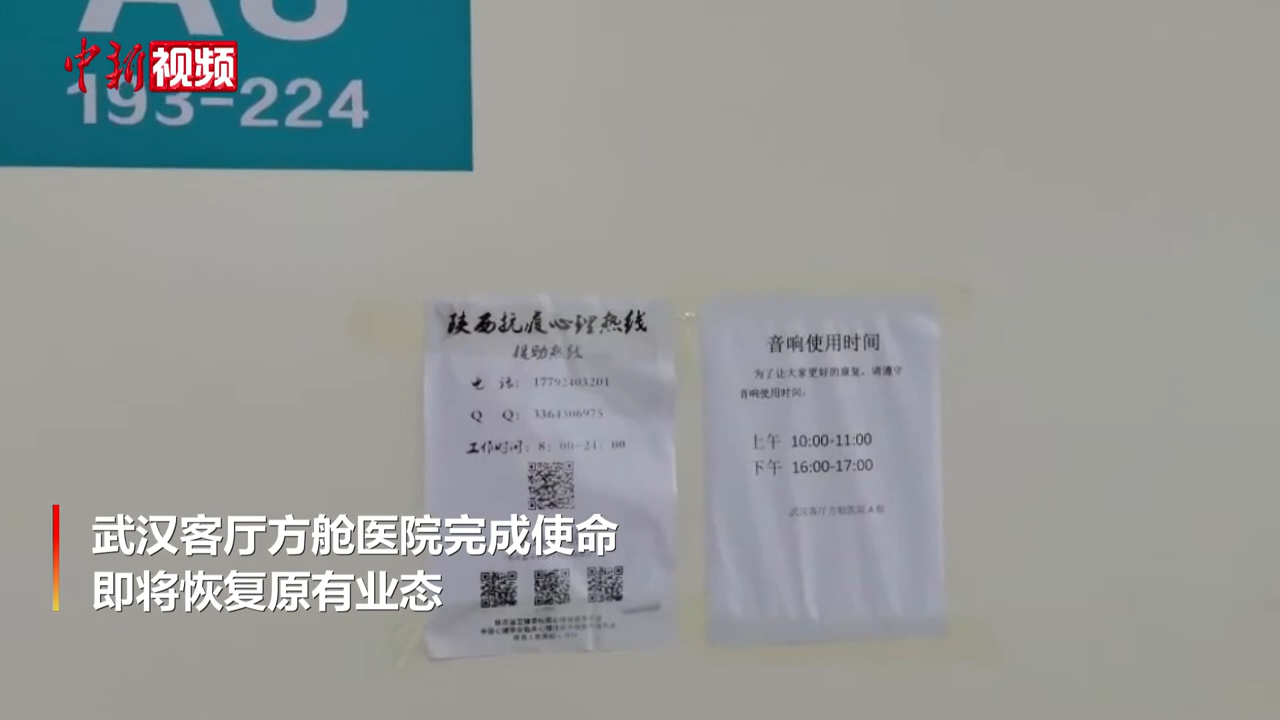 A8
中新视频
193-224
陕西抗疫心理热线
援助热线
电 话：17792403201
Q Q：3364306975
工作时间：8：00-21：00
音响使用时间
为了让大家更好的康复，请遵守
音响使用时间：
上午 10:00-11:00
下午 16:00-17:00
武汉客厅方舱医院A舱
武汉客厅方舱医院完成使命
即将恢复原有业态